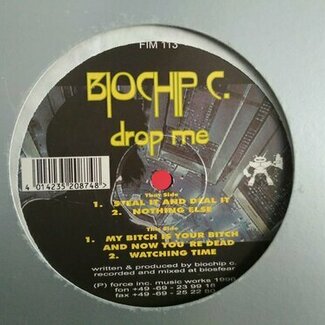 FIM 113
BIOCHIP C.
drop me
4 014235 208748
That Side
1. STEAL IT AND DEAL IT
2. NOTHING ELSE
This Side
1. MY BITCH IS YOUR BITCH
AND NOW YOU'RE DEAD
2. WATCHING TIME
written & produced by biochip c.
recorded and mixed at biosfear
(P) force inc. music works 1996
fon +49 -69 - 23 99 18
fax +49 -69 - 25 22 50